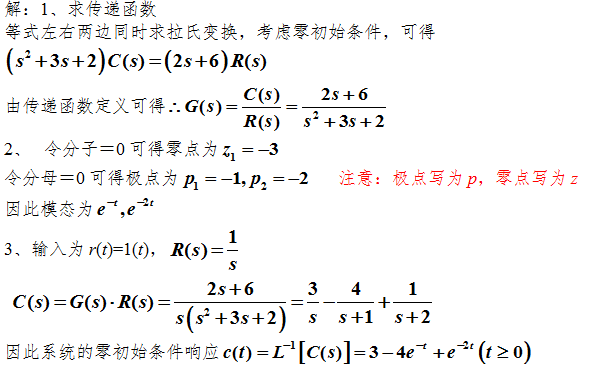 解：1、求传递函数
等式左右两边同时求拉氏变换，考虑零初始条件，可得
(s²+3s+2)C(s)=(2s+6)R(s)
由传递函数定义可得∴G(s)=C(s)/R(s)=(2s+6)/(s²+3s+2)
2、 令分子＝0 可得零点为 z₁=−3
令分母＝0 可得极点为 p₁=−1,p₂=−2 注意：极点写为 p，零点写为 z
因此模态为 e⁻ᵗ,e⁻²ᵗ
3、输入为 r(t)=1(t)，R(s)=1/s
C(s)=G(s)·R(s)=(2s+6)/(s(s²+3s+2))=3/s−4/(s+1)+1/(s+2)
因此系统的零初始条件响应 c(t)=L⁻¹[C(s)]=3−4e⁻ᵗ+e⁻²ᵗ(t≥0)